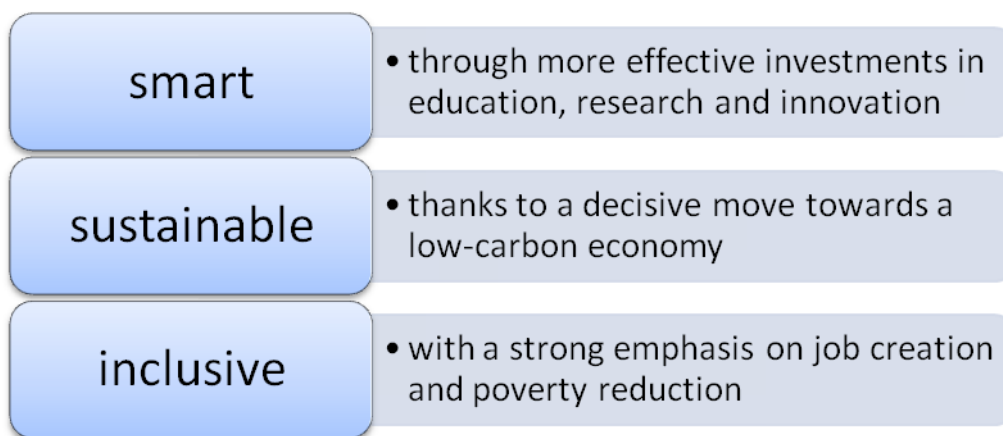 smart
• through more effective investments in
education, research and innovation
sustainable
• thanks to a decisive move towards a
low-carbon economy
inclusive
• with a strong emphasis on job creation
and poverty reduction